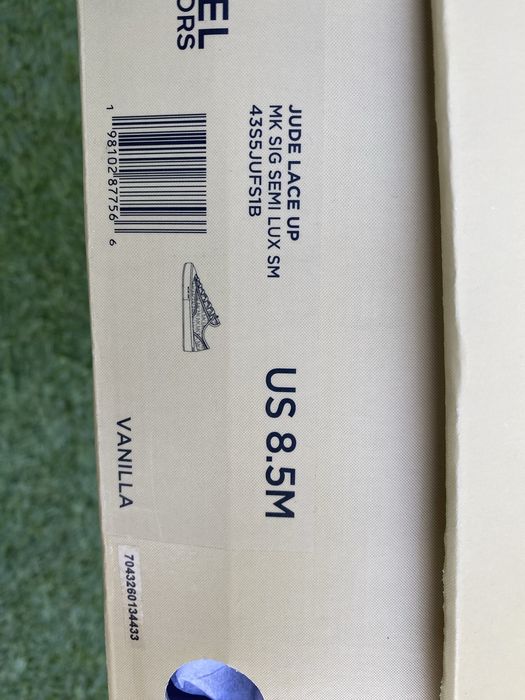 EL
ORS
JUDE LACE UP
MK SIG SEMI LUX SM
43S5JUFS1B
1 98102 87756 6
US 8.5M
VANILLA
7043260134433